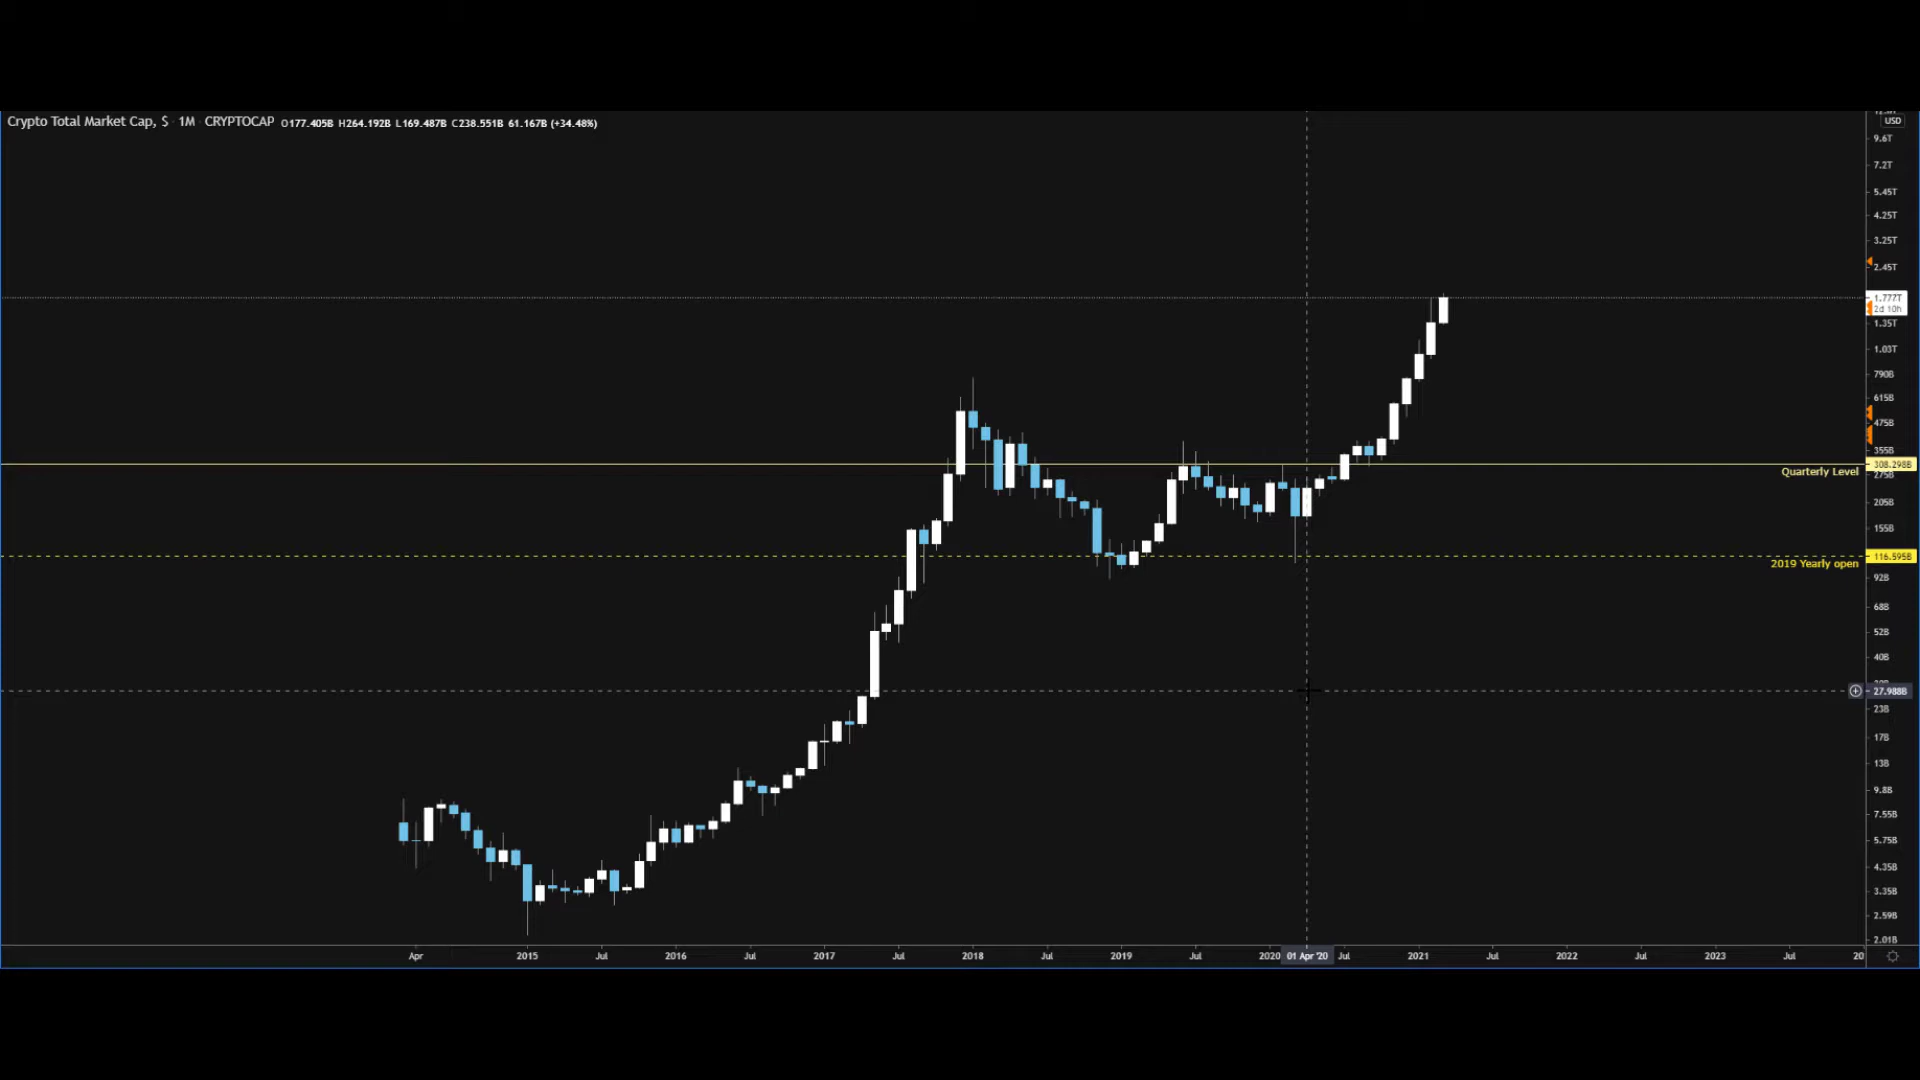 Crypto Total Market Cap, $ · 1M · CRYPTOCAP O177.405B H264.192B L169.487B C238.551B 61.167B (+34.48%)
USD
9.6T
7.2T
5.45T
4.25T
3.25T
2.45T
1.777T
2d 10h
1.35T
1.03T
790B
615B
475B
355B
308.298B
Quarterly Level
275B
205B
155B
116.595B
2019 Yearly open
92B
68B
52B
40B
27.988B
23B
17B
13B
9.8B
7.55B
5.75B
4.35B
3.35B
2.59B
2.01B
Apr 2015 Jul 2016 Jul 2017 Jul 2018 Jul 2019 Jul 2020 01 Apr '20 Jul 2021 Jul 2022 Jul 2023 Jul 20